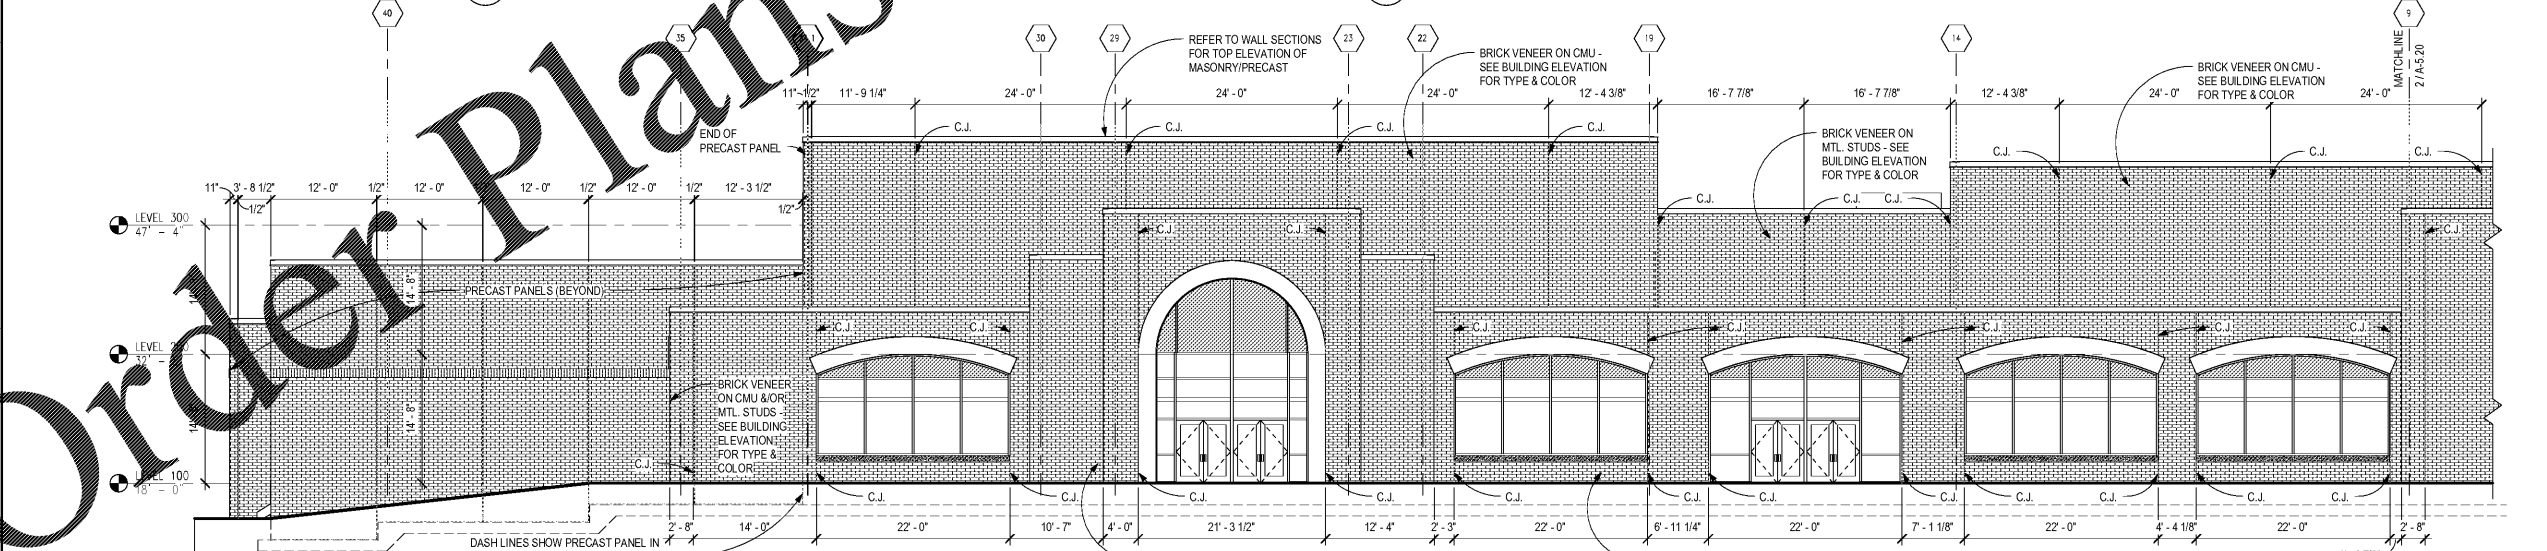 Order Plans
40
35
30
29
23
22
19
14
9
MATCHLINE
2 / A-5.20
REFER TO WALL SECTIONS
FOR TOP ELEVATION OF
MASONRY/PRECAST
BRICK VENEER ON CMU -
SEE BUILDING ELEVATION
FOR TYPE & COLOR
BRICK VENEER ON CMU -
SEE BUILDING ELEVATION
FOR TYPE & COLOR
11" 1/2" 11' - 9 1/4" 24' - 0" 24' - 0" 24' - 0" 12' - 4 3/8" 16' - 7 7/8" 16' - 7 7/8" 12' - 4 3/8" 24' - 0" 24' - 0"
END OF
PRECAST PANEL
C.J. C.J. C.J. C.J.
BRICK VENEER ON
MTL. STUDS - SEE
BUILDING ELEVATION
FOR TYPE & COLOR
C.J. C.J. C.J.
11" 3' - 8 1/2" 12' - 0" 1/2" 12' - 0" 12' - 0" 1/2" 12' - 0" 1/2" 12' - 3 1/2"
1/2" 1/2"
C.J. C.J. C.J.
LEVEL 300
47' - 4"
C.J. C.J. C.J.
PRECAST PANELS (BEYOND)
14' - 8"
C.J. C.J. C.J. C.J. C.J. C.J. C.J.
BRICK VENEER
ON CMU &/OR
MTL. STUDS -
SEE BUILDING
ELEVATION
FOR TYPE &
COLOR
14' - 8"
C.J.
LEVEL 100
18' - 0"
C.J. C.J. C.J. C.J. C.J. C.J. C.J. C.J. C.J. C.J. C.J.
2' - 8" 14' - 0" 22' - 0" 10' - 7" 4' - 0" 21' - 3 1/2" 12' - 4" 2' - 3" 22' - 0" 6' - 11 1/4" 22' - 0" 7' - 1 1/8" 22' - 0" 4' - 4 1/8" 22' - 0" 2' - 8"
DASH LINES SHOW PRECAST PANEL IN